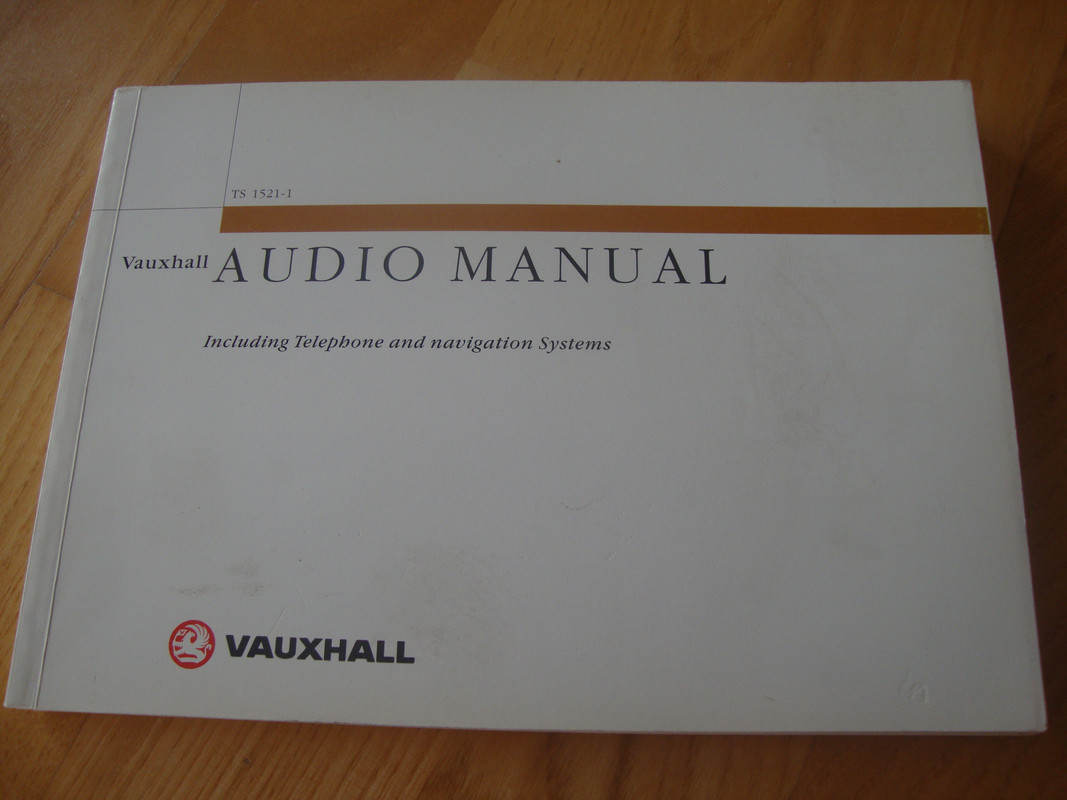 TS 1521-1
Vauxhall AUDIO MANUAL
Including Telephone and navigation Systems
VAUXHALL